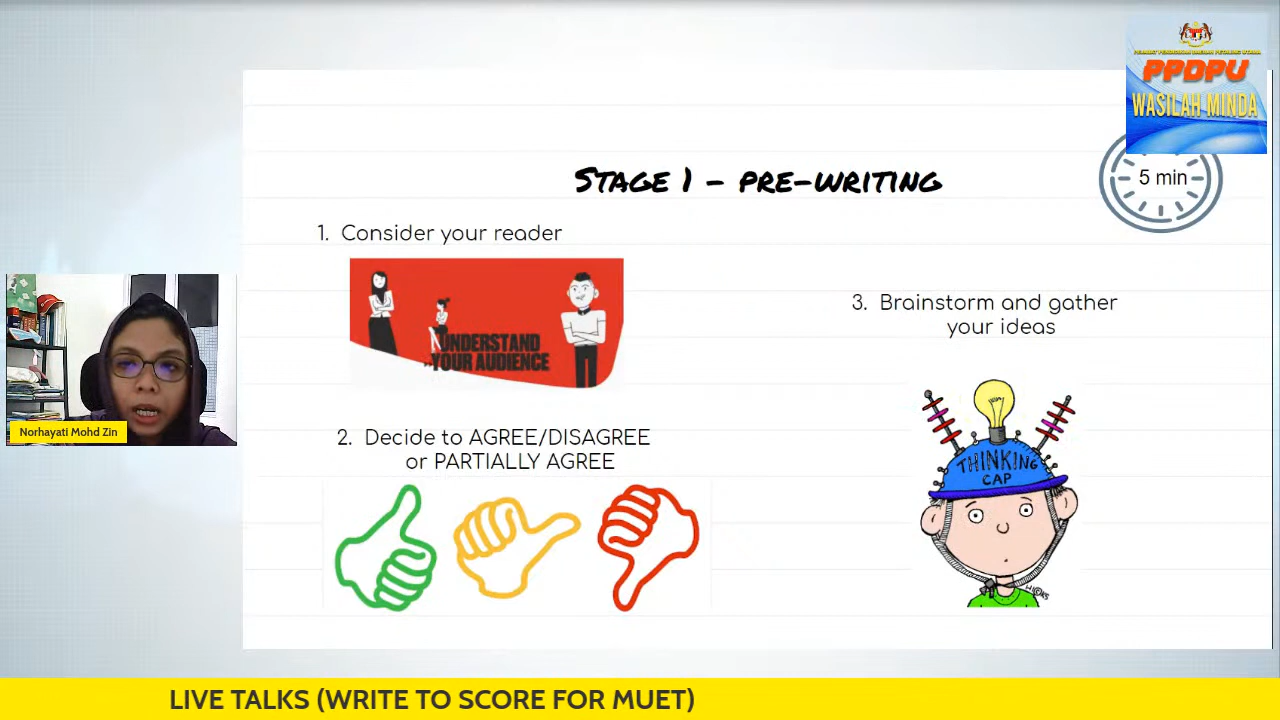 PPDPU
WASILAH MINDA
STAGE 1 - PRE-WRITING
5 min
1. Consider your reader
UNDERSTAND
YOUR AUDIENCE
3. Brainstorm and gather
your ideas
2. Decide to AGREE/DISAGREE
or PARTIALLY AGREE
THINKING
CAP
Norhayati Mohd Zin
LIVE TALKS (WRITE TO SCORE FOR MUET)